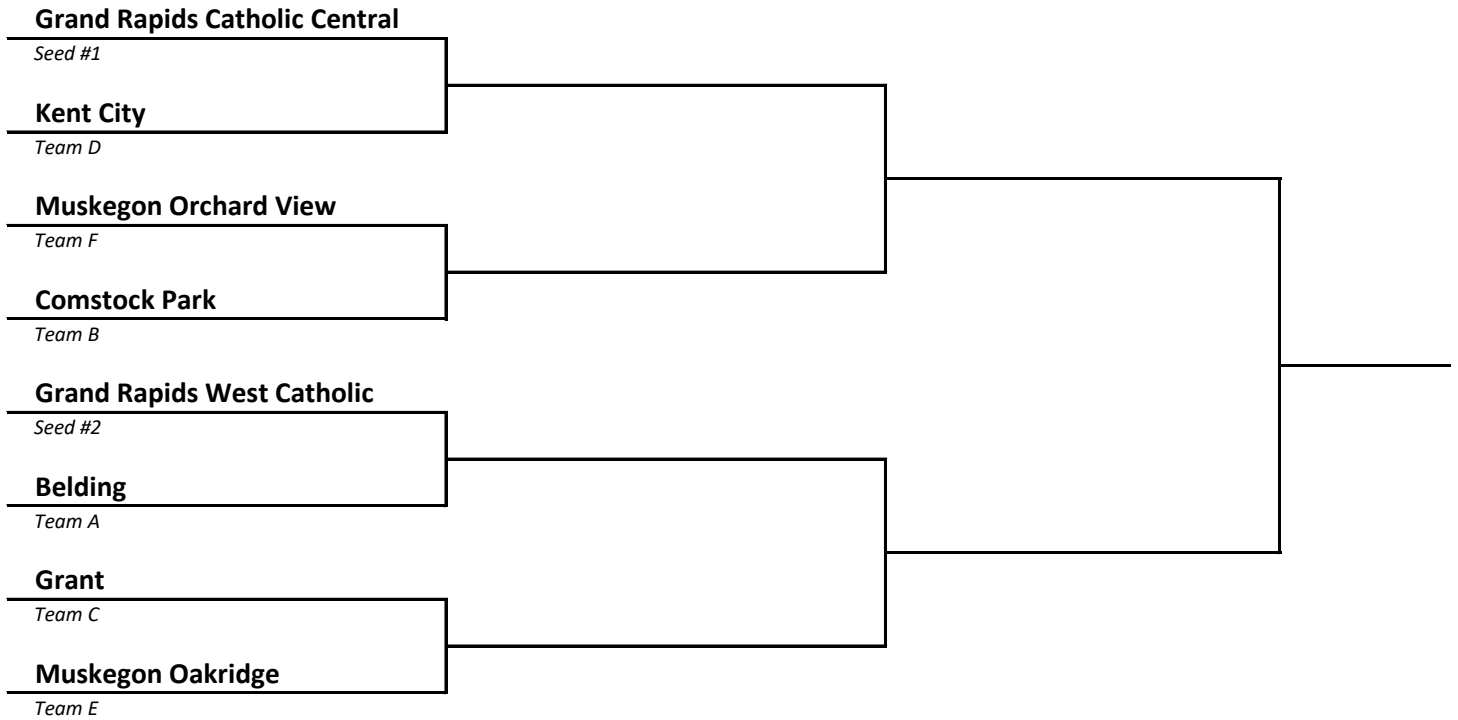 Grand Rapids Catholic Central
Seed #1
Kent City
Team D
Muskegon Orchard View
Team F
Comstock Park
Team B
Grand Rapids West Catholic
Seed #2
Belding
Team A
Grant
Team C
Muskegon Oakridge
Team E